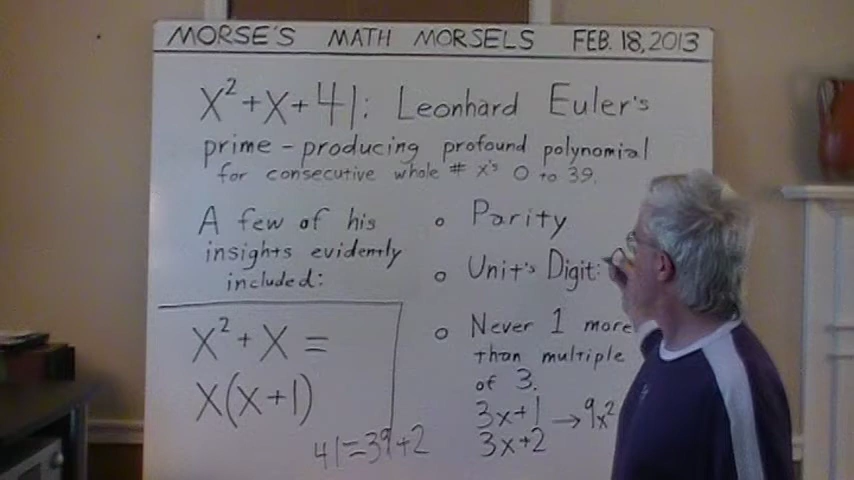 MORSE'S MATH MORSELS FEB. 18, 2013
x² + x + 41: Leonhard Euler's
prime - producing profound polynomial
for consecutive whole # x's 0 to 39.
A few of his
insights evidently
included:
x² + x =
x(x+1)
41=39+2
o Parity
o Unit's Digit:
o Never 1 more
than multiple
of 3.
3x+1 → 9x²
3x+2